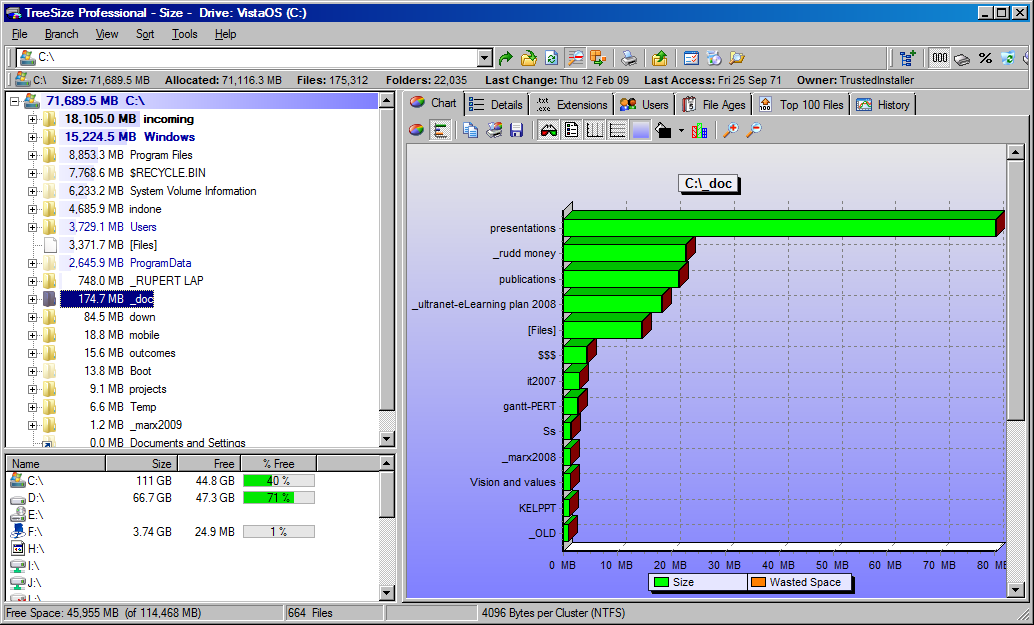 TreeSize Professional - Size -  Drive: VistaOS (C:)
File Branch View Sort Tools Help
C:\
000 %
C:\ Size: 71,689.5 MB Allocated: 71,116.3 MB Files: 175,312 Folders: 22,035 Last Change: Thu 12 Feb 09 Last Access: Fri 25 Sep 71 Owner: TrustedInstaller
71,689.5 MB C:\
18,105.0 MB incoming
15,224.5 MB Windows
8,853.3 MB Program Files
7,768.6 MB $RECYCLE.BIN
6,233.2 MB System Volume Information
4,685.9 MB indone
3,729.1 MB Users
3,371.7 MB [Files]
2,645.9 MB ProgramData
748.0 MB _RUPERT LAP
174.7 MB _doc
84.5 MB down
18.8 MB mobile
15.6 MB outcomes
13.8 MB Boot
9.1 MB projects
6.6 MB Temp
1.2 MB _marx2009
0.0 MB Documents and Settings
Name Size Free % Free
C:\ 111 GB 44.8 GB 40 %
D:\ 66.7 GB 47.3 GB 71 %
E:\
F:\ 3.74 GB 24.9 MB 1 %
H:\
I:\
J:\
L:\
Chart Details .txt .exe Extensions Users File Ages 100 Top 100 Files History
C:\_doc
presentations
_rudd money
publications
_ultranet-eLearning plan 2008
[Files]
$$$
it2007
gantt-PERT
Ss
_marx2008
Vision and values
KELPPT
_OLD
0 MB 10 MB 20 MB 30 MB 40 MB 50 MB 60 MB 70 MB 80 MB
Size Wasted Space
Free Space: 45,955 MB (of 114,468 MB) 664 Files 4096 Bytes per Cluster (NTFS)